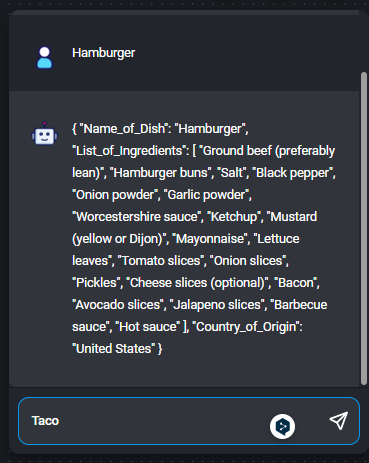 Hamburger
{ "Name_of_Dish": "Hamburger",
"List_of_Ingredients": [ "Ground beef (preferably
lean)", "Hamburger buns", "Salt", "Black pepper",
"Onion powder", "Garlic powder",
"Worcestershire sauce", "Ketchup", "Mustard
(yellow or Dijon)", "Mayonnaise", "Lettuce
leaves", "Tomato slices", "Onion slices",
"Pickles", "Cheese slices (optional)", "Bacon",
"Avocado slices", "Jalapeno slices", "Barbecue
sauce", "Hot sauce" ], "Country_of_Origin":
"United States" }
Taco